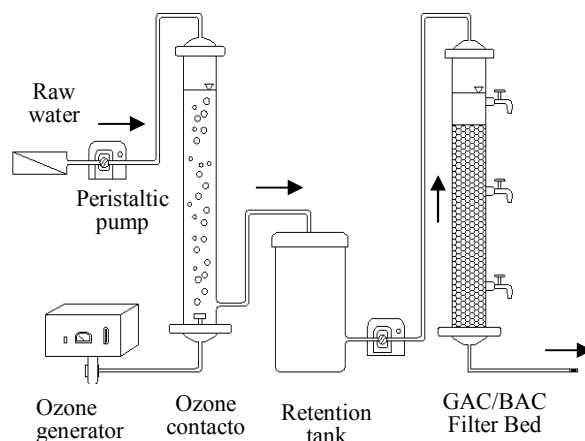 Raw
water
Peristaltic
pump
Ozone
generator
Ozone
contacto
Retention
tank
GAC/BAC
Filter Bed